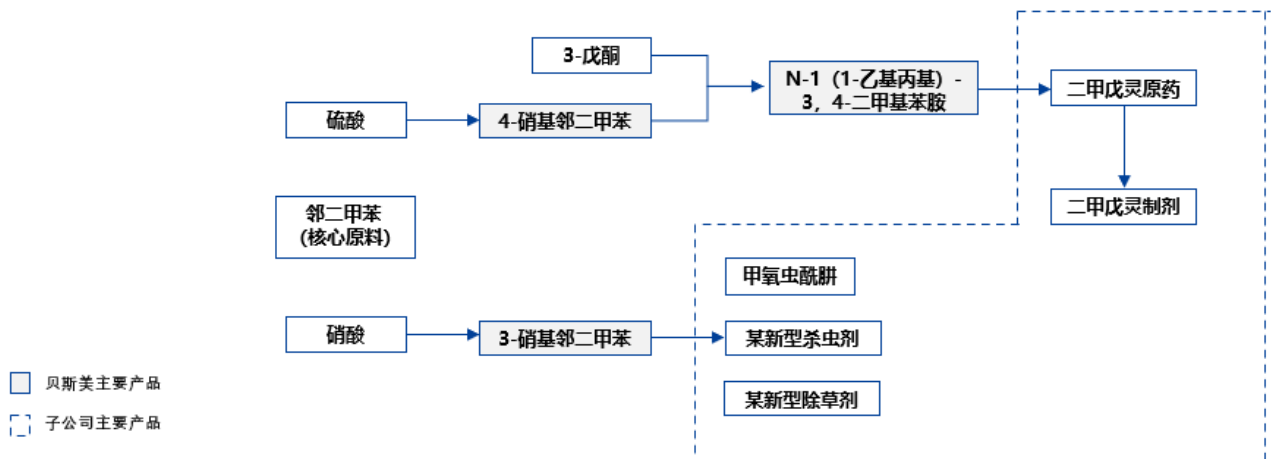 3-戊酮
N-1（1-乙基丙基）-
3，4-二甲基苯胺
二甲戊灵原药
硫酸
4-硝基邻二甲苯
邻二甲苯
(核心原料)
二甲戊灵制剂
甲氧虫酰肼
硝酸
3-硝基邻二甲苯
某新型杀虫剂
贝斯美主要产品
某新型除草剂
子公司主要产品